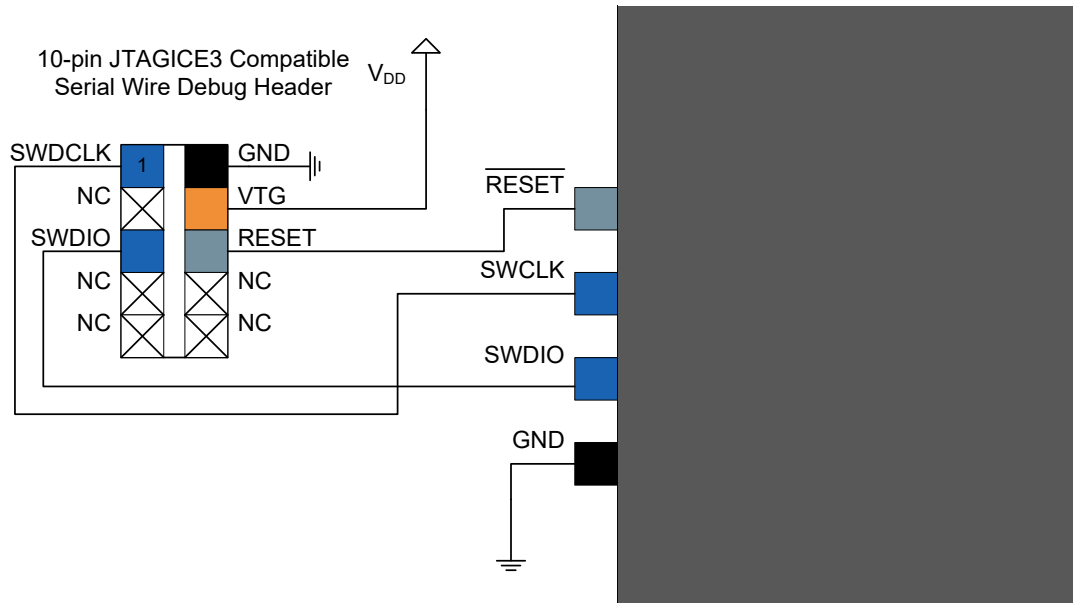 10-pin JTAGICE3 Compatible
Serial Wire Debug Header
VDD
SWDCLK
1
GND
NC
VTG
SWDIO
RESET
NC
NC
NC
NC
RESET
SWCLK
SWDIO
GND